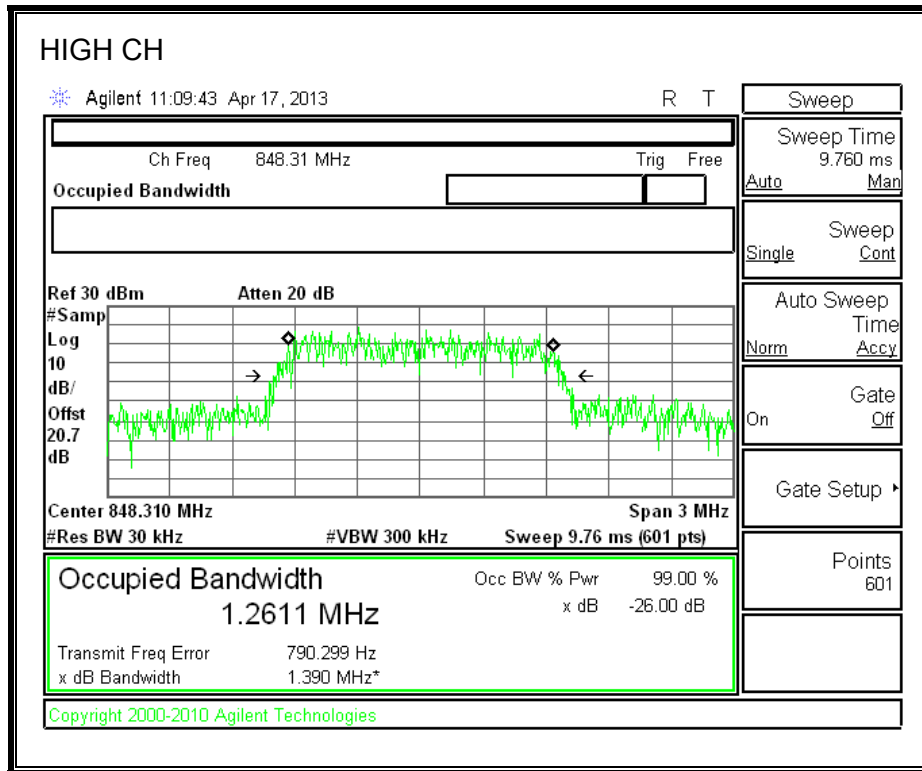 HIGH CH
Agilent 11:09:43 Apr 17, 2013 R T
Sweep
Ch Freq 848.31 MHz Trig Free
Occupied Bandwidth
Sweep Time
9.760 ms
Auto Man
Sweep
Single Cont
Ref 30 dBm Atten 20 dB
#Samp
Log
10
dB/
Offst
20.7
dB
Auto Sweep
Time
Norm Accy
Gate
On Off
Gate Setup
Center 848.310 MHz Span 3 MHz
#Res BW 30 kHz #VBW 300 kHz Sweep 9.76 ms (601 pts)
Points
601
Occupied Bandwidth Occ BW % Pwr 99.00 %
1.2611 MHz x dB -26.00 dB
Transmit Freq Error 790.299 Hz
x dB Bandwidth 1.390 MHz*
Copyright 2000-2010 Agilent Technologies